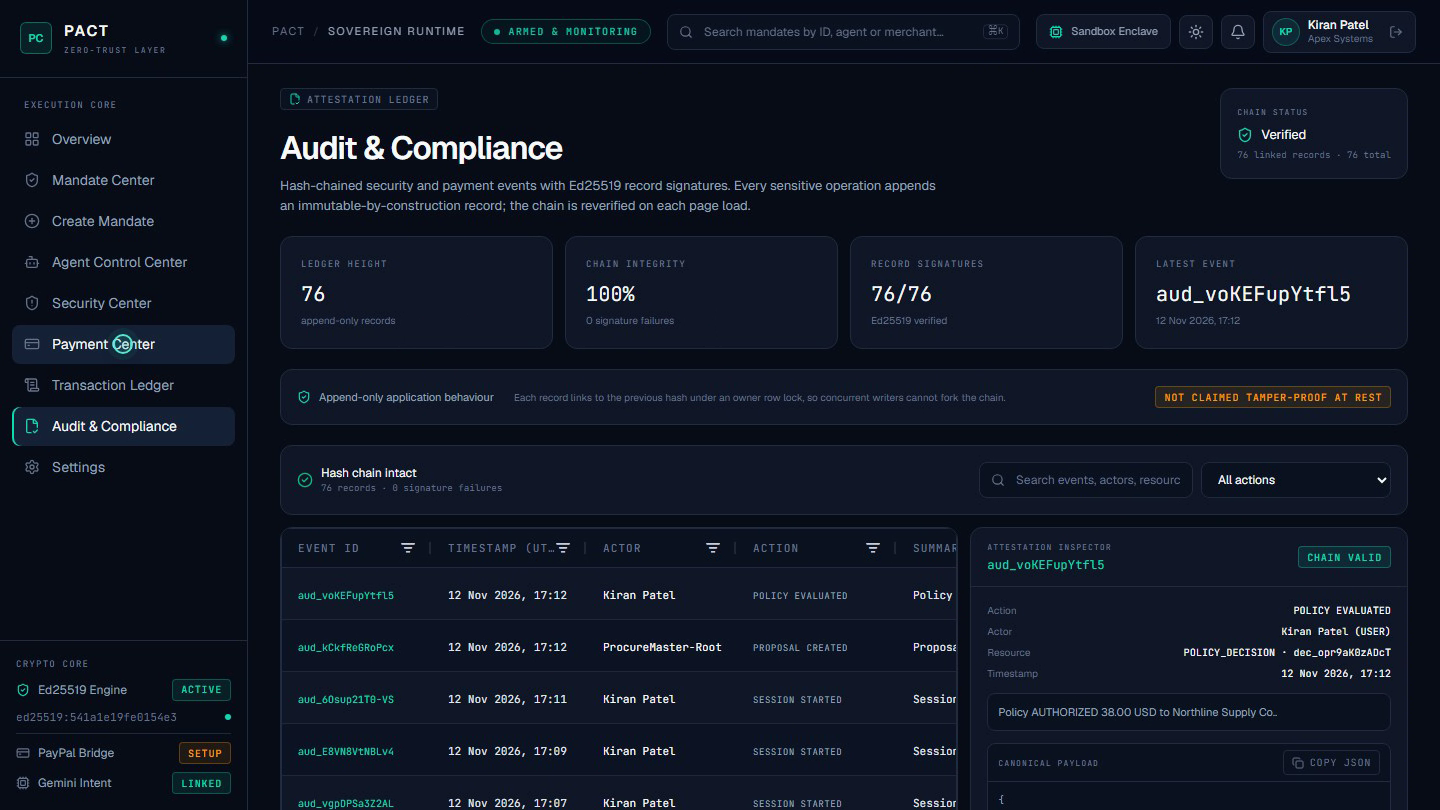 PC
PACT
ZERO-TRUST LAYER
EXECUTION CORE
Overview
Mandate Center
Create Mandate
Agent Control Center
Security Center
Payment Center
Transaction Ledger
Audit & Compliance
Settings
CRYPTO CORE
Ed25519 Engine ACTIVE
ed25519:541a1e19fe0154e3
PayPal Bridge SETUP
Gemini Intent LINKED
PACT / SOVEREIGN RUNTIME
ARMED & MONITORING
Search mandates by ID, agent or merchant... ⌘K
Sandbox Enclave
KP
Kiran Patel
Apex Systems
ATTESTATION LEDGER
Audit & Compliance
Hash-chained security and payment events with Ed25519 record signatures. Every sensitive operation appends
an immutable-by-construction record; the chain is reverified on each page load.
CHAIN STATUS
Verified
76 linked records · 76 total
LEDGER HEIGHT
76
append-only records
CHAIN INTEGRITY
100%
0 signature failures
RECORD SIGNATURES
76/76
Ed25519 verified
LATEST EVENT
aud_voKEFupYtfl5
12 Nov 2026, 17:12
Append-only application behaviour Each record links to the previous hash under an owner row lock, so concurrent writers cannot fork the chain. NOT CLAIMED TAMPER-PROOF AT REST
Hash chain intact
76 records · 0 signature failures
Search events, actors, resourc
All actions
EVENT ID TIMESTAMP (UT… ACTOR ACTION SUMMAR
aud_voKEFupYtfl5 12 Nov 2026, 17:12 Kiran Patel POLICY EVALUATED Policy
aud_kCkfReGRoPcx 12 Nov 2026, 17:12 ProcureMaster-Root PROPOSAL CREATED Proposa
aud_6Osup21T0-VS 12 Nov 2026, 17:11 Kiran Patel SESSION STARTED Session
aud_E8VN8VtNBLv4 12 Nov 2026, 17:09 Kiran Patel SESSION STARTED Session
aud_vgpDPSa3Z2AL 12 Nov 2026, 17:07 Kiran Patel SESSION STARTED Session
ATTESTATION INSPECTOR
aud_voKEFupYtfl5
CHAIN VALID
Action POLICY EVALUATED
Actor Kiran Patel (USER)
Resource POLICY_DECISION · dec_opr9aK0zADcT
Timestamp 12 Nov 2026, 17:12
Policy AUTHORIZED 38.00 USD to Northline Supply Co..
CANONICAL PAYLOAD COPY JSON
{